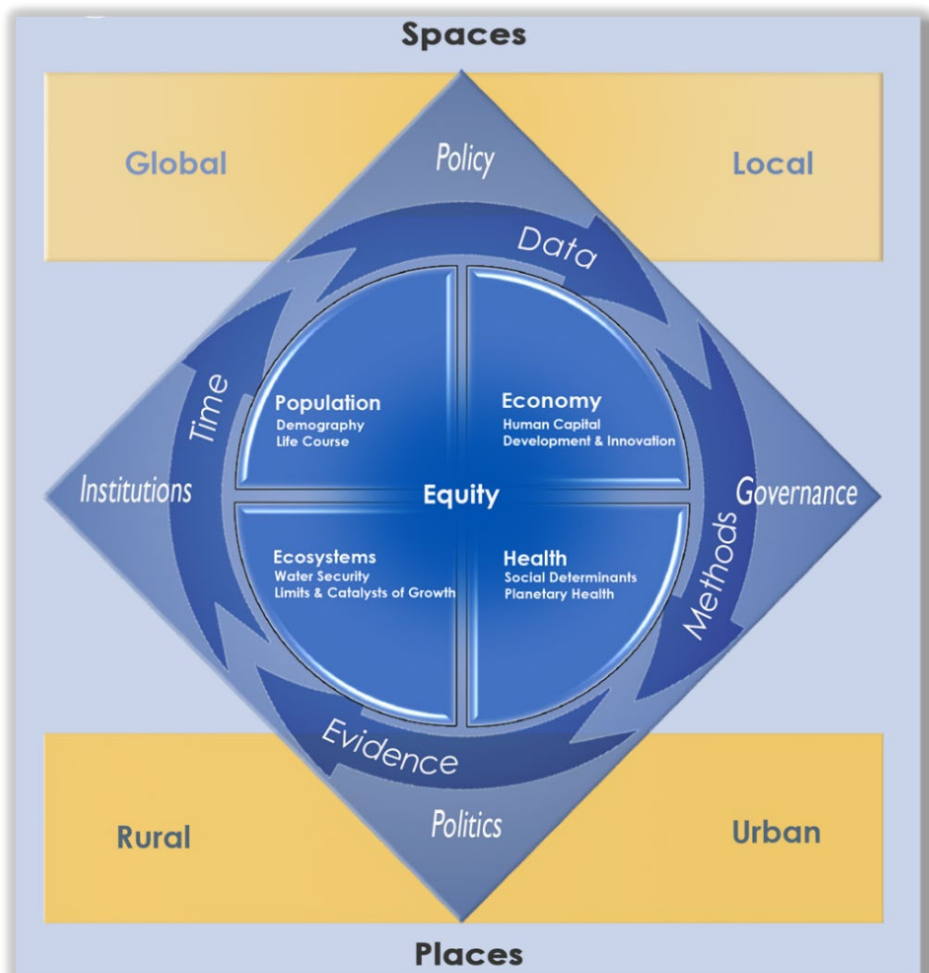 Spaces
Global
Local
Policy
Data
Time
Population
Demography
Life Course
Economy
Human Capital
Development & Innovation
Institutions
Equity
Governance
Ecosystems
Water Security
Limits & Catalysts of Growth
Health
Social Determinants
Planetary Health
Methods
Evidence
Politics
Rural
Urban
Places